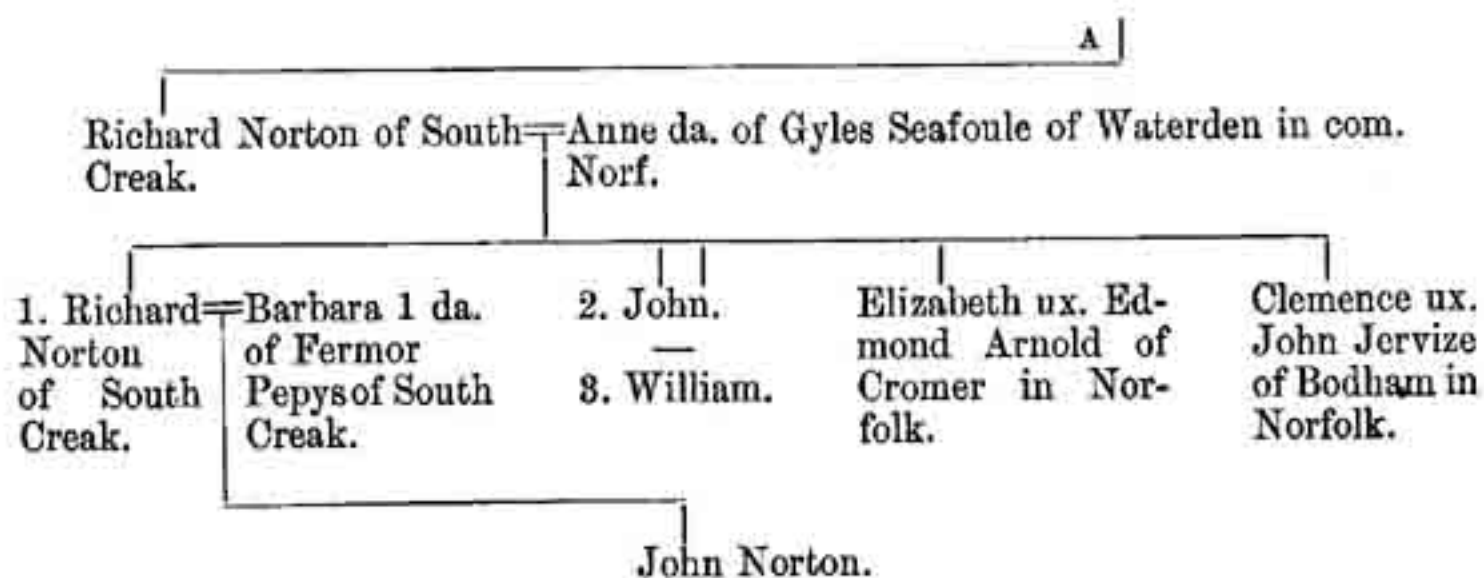 A
Richard Norton of South
Creak.
Anne da. of Gyles Seafoule of Waterden in com.
Norf.
1. Richard
Norton
of South
Creak.
Barbara 1 da.
of Fermor
Pepys of South
Creak.
2. John.
—
3. William.
Elizabeth ux. Ed-
mond Arnold of
Cromer in Nor-
folk.
Clemence ux.
John Jervize
of Bodham in
Norfolk.
John Norton.